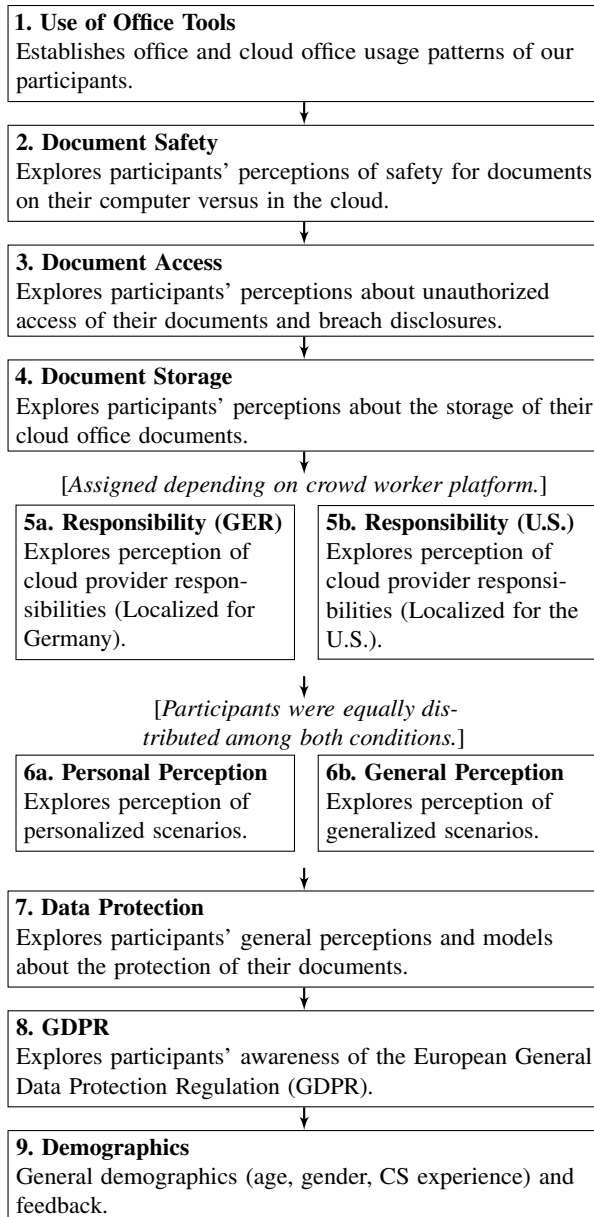 1. Use of Office Tools
Establishes office and cloud office usage patterns of our
participants.
2. Document Safety
Explores participants' perceptions of safety for documents
on their computer versus in the cloud.
3. Document Access
Explores participants' perceptions about unauthorized
access of their documents and breach disclosures.
4. Document Storage
Explores participants' perceptions about the storage of their
cloud office documents.
[Assigned depending on crowd worker platform.]
5a. Responsibility (GER)
Explores perception of
cloud provider respon-
sibilities (Localized for
Germany).
5b. Responsibility (U.S.)
Explores perception of
cloud provider responsi-
bilities (Localized for the
U.S.).
[Participants were equally dis-
tributed among both conditions.]
6a. Personal Perception
Explores perception of
personalized scenarios.
6b. General Perception
Explores perception of
generalized scenarios.
7. Data Protection
Explores participants' general perceptions and models
about the protection of their documents.
8. GDPR
Explores participants' awareness of the European General
Data Protection Regulation (GDPR).
9. Demographics
General demographics (age, gender, CS experience) and
feedback.